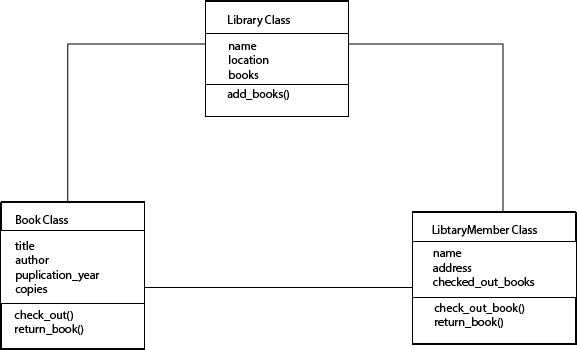 Library Class
name
location
books
add_books()
Book Class
title
author
puplication_year
copies
check_out()
return_book()
LibtaryMember Class
name
address
checked_out_books
check_out_book()
return_book()